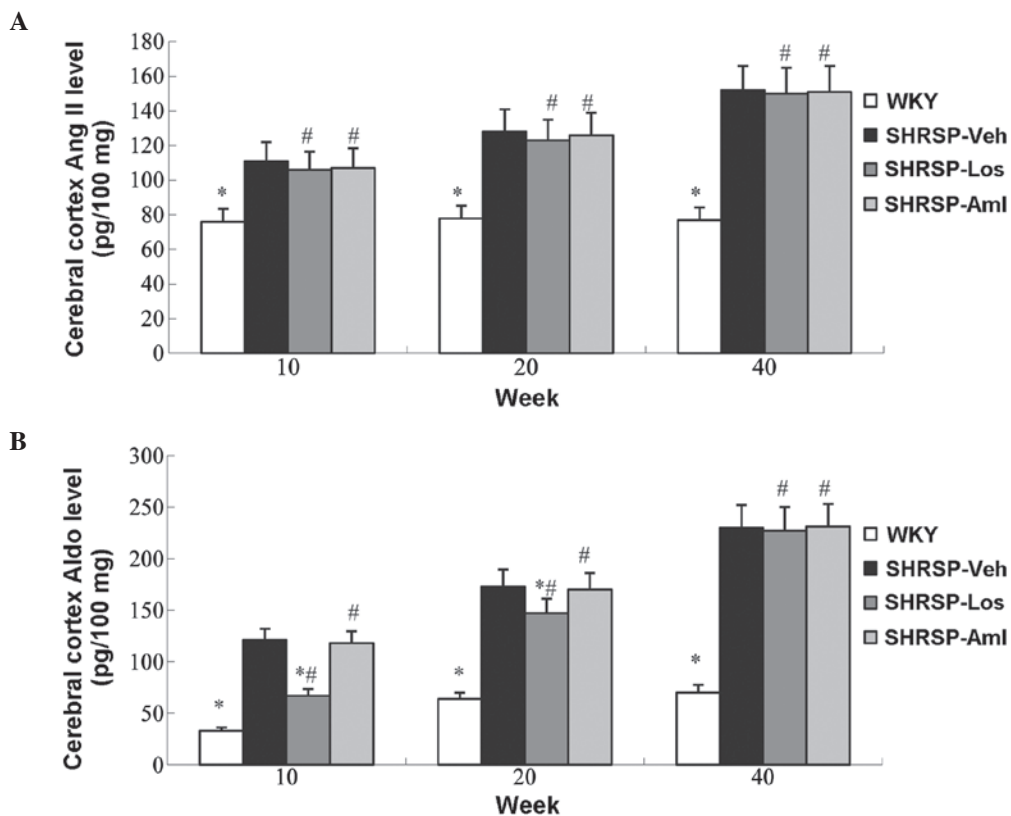 A
Cerebral cortex Ang II level
(pg/100 mg)
180
160
140
120
100
80
60
40
20
0
*
#
#
*
#
#
*
#
#
10
20
40
Week
WKY
SHRSP-Veh
SHRSP-Los
SHRSP-Aml
B
Cerebral cortex Aldo level
(pg/100 mg)
300
250
200
150
100
50
0
*
*#
#
*
*#
#
*
#
#
10
20
40
Week
WKY
SHRSP-Veh
SHRSP-Los
SHRSP-Aml